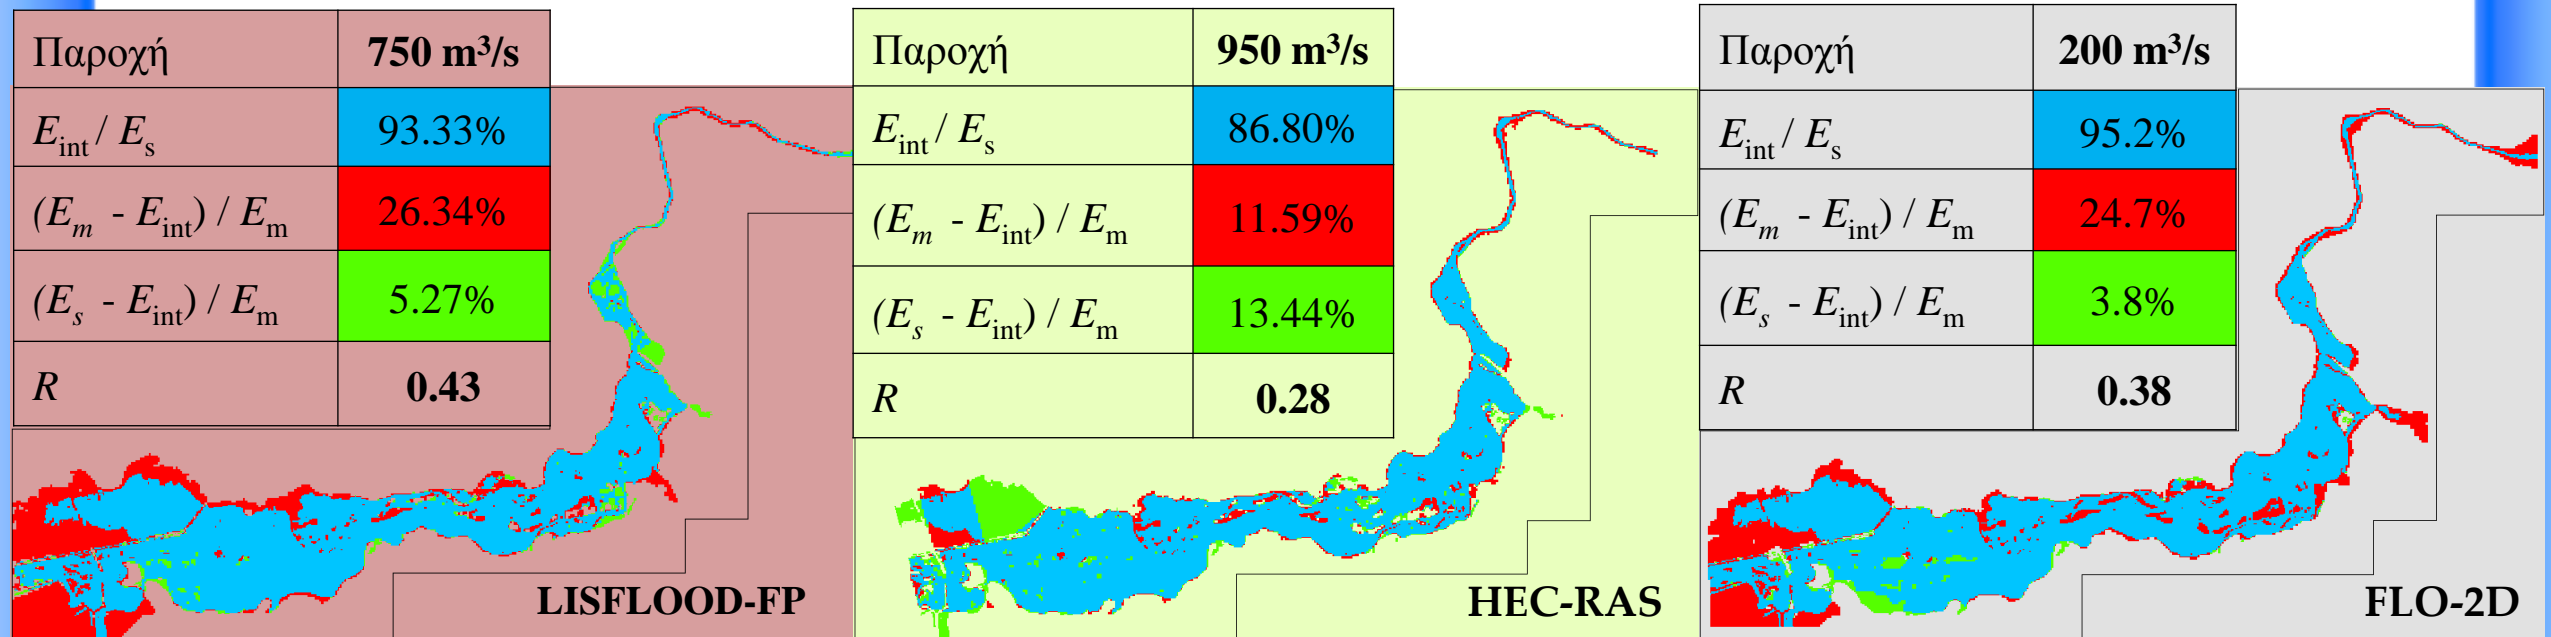 Παροχή 750 m³/s
E_int / E_s 93.33%
(E_m - E_int) / E_m 26.34%
(E_s - E_int) / E_m 5.27%
R 0.43
LISFLOOD-FP
Παροχή 950 m³/s
E_int / E_s 86.80%
(E_m - E_int) / E_m 11.59%
(E_s - E_int) / E_m 13.44%
R 0.28
HEC-RAS
Παροχή 200 m³/s
E_int / E_s 95.2%
(E_m - E_int) / E_m 24.7%
(E_s - E_int) / E_m 3.8%
R 0.38
FLO-2D